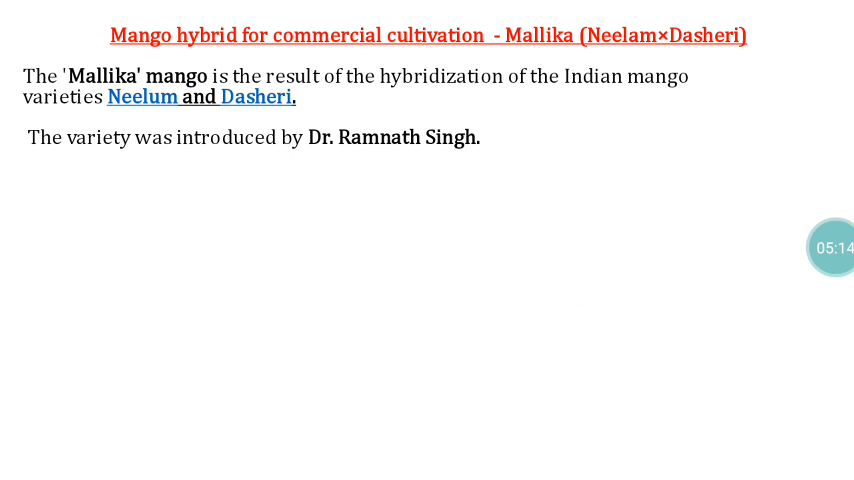 Mango hybrid for commercial cultivation - Mallika (Neelam×Dasheri)
The 'Mallika' mango is the result of the hybridization of the Indian mango
varieties Neelum and Dasheri.
The variety was introduced by Dr. Ramnath Singh.
05:14